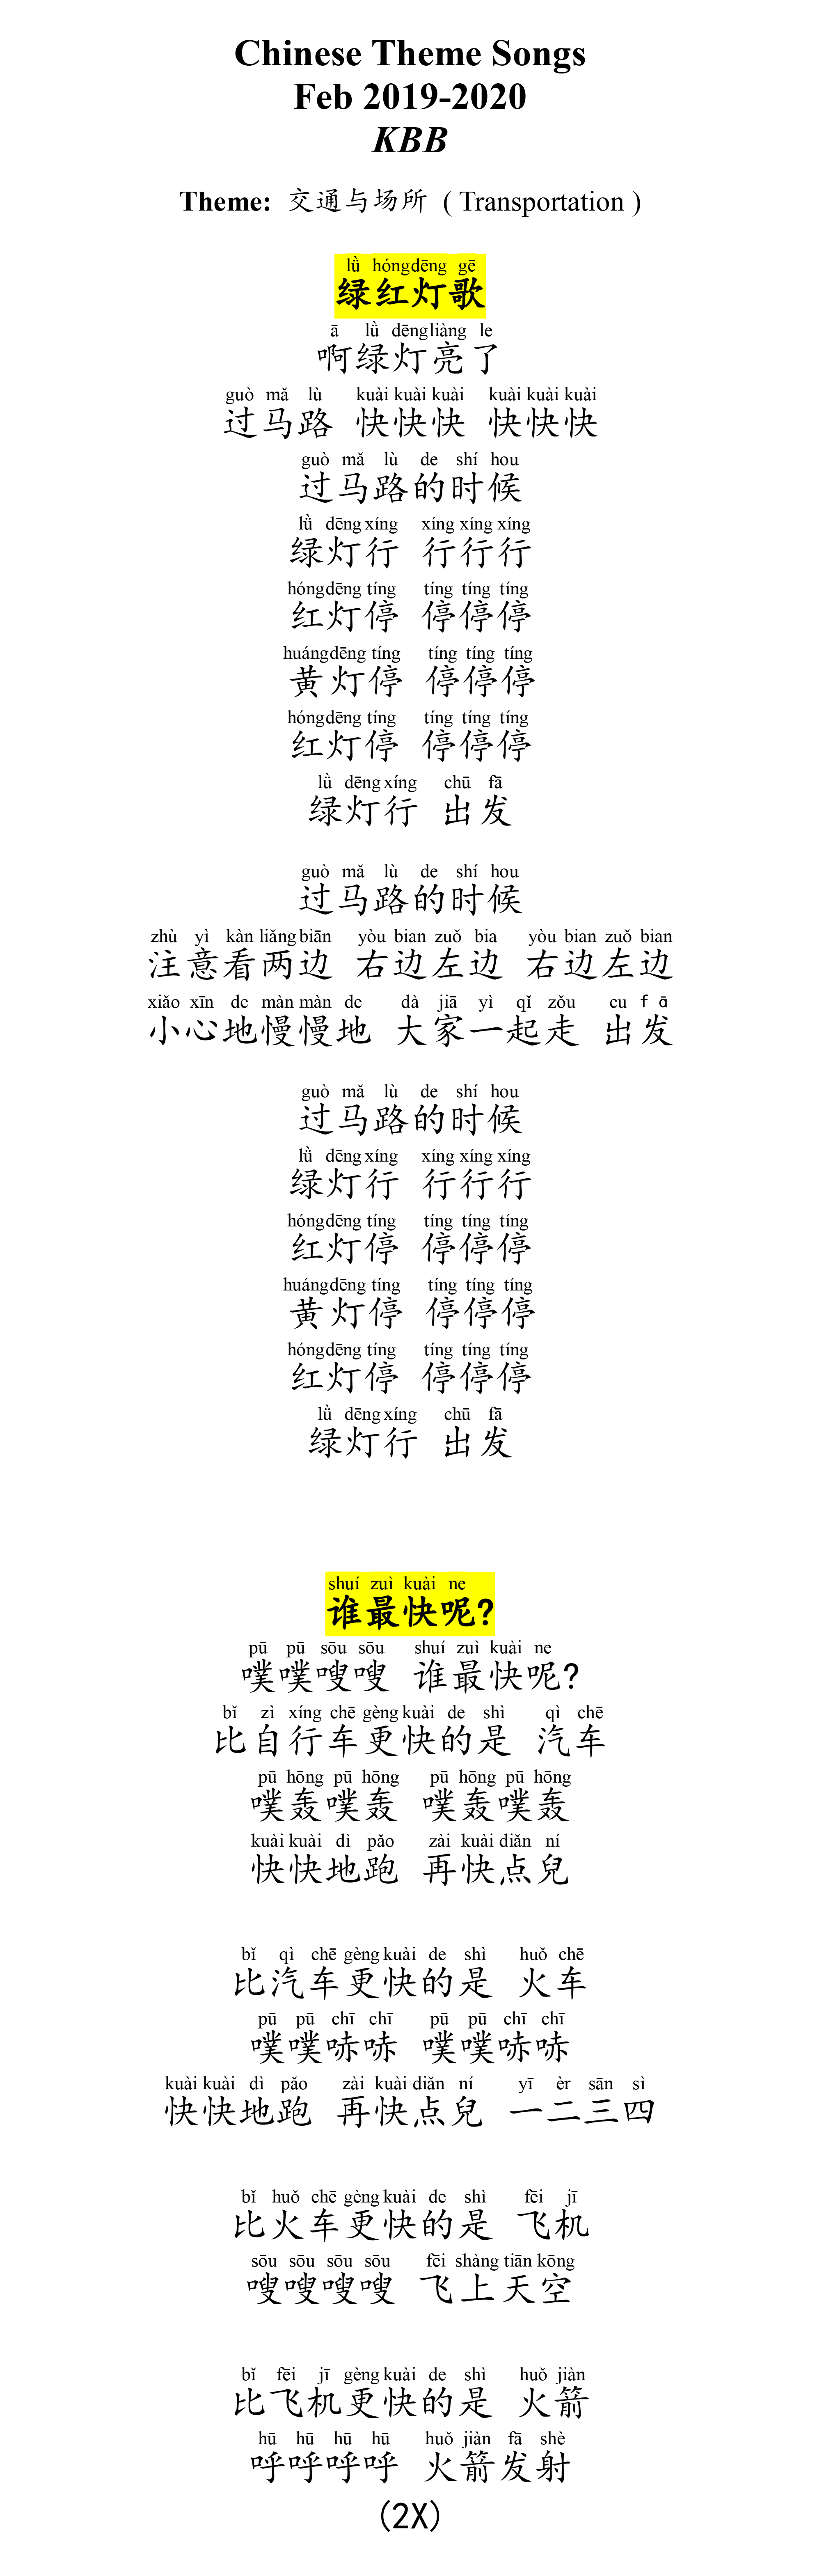 Chinese Theme Songs
Feb 2019-2020
KBB
Theme: 交通与场所 ( Transportation )
lǜ hóngdēng gē
绿红灯歌
ā lǜ dēngliàng le
啊绿灯亮了
guò mǎ lù kuài kuài kuài kuài kuài kuài
过马路 快快快 快快快
guò mǎ lù de shí hou
过马路的时候
lǜ dēng xíng xíng xíng xíng
绿灯行 行行行
hóngdēng tíng tíng tíng tíng
红灯停 停停停
huángdēng tíng tíng tíng tíng
黄灯停 停停停
hóngdēng tíng tíng tíng tíng
红灯停 停停停
lǜ dēng xíng chū fā
绿灯行 出发
guò mǎ lù de shí hou
过马路的时候
zhù yì kàn liǎng biān yòu bian zuǒ bia yòu bian zuǒ bian
注意看两边 右边左边 右边左边
xiǎo xīn de màn màn de dà jiā yì qǐ zǒu cu f ā
小心地慢慢地 大家一起走 出发
guò mǎ lù de shí hou
过马路的时候
lǜ dēng xíng xíng xíng xíng
绿灯行 行行行
hóngdēng tíng tíng tíng tíng
红灯停 停停停
huángdēng tíng tíng tíng tíng
黄灯停 停停停
hóngdēng tíng tíng tíng tíng
红灯停 停停停
lǜ dēng xíng chū fā
绿灯行 出发
shuí zuì kuài ne
谁最快呢?
pū pū sōu sōu shuí zuì kuài ne
噗噗嗖嗖 谁最快呢?
bǐ zì xíng chē gèng kuài de shì qì chē
比自行车更快的是 汽车
pū hōng pū hōng pū hōng pū hōng
噗轰噗轰 噗轰噗轰
kuài kuài dì pǎo zài kuài diǎn ní
快快地跑 再快点兒
bǐ qì chē gèng kuài de shì huǒ chē
比汽车更快的是 火车
pū pū chī chī pū pū chī chī
噗噗哧哧 噗噗哧哧
kuài kuài dì pǎo zài kuài diǎn ní yī èr sān sì
快快地跑 再快点兒 一二三四
bǐ huǒ chē gèng kuài de shì fēi jī
比火车更快的是 飞机
sōu sōu sōu sōu fēi shàng tiān kōng
嗖嗖嗖嗖 飞上天空
bǐ fēi jī gèng kuài de shì huǒ jiàn
比飞机更快的是 火箭
hū hū hū hū huǒ jiàn fā shè
呼呼呼呼 火箭发射
(2X)